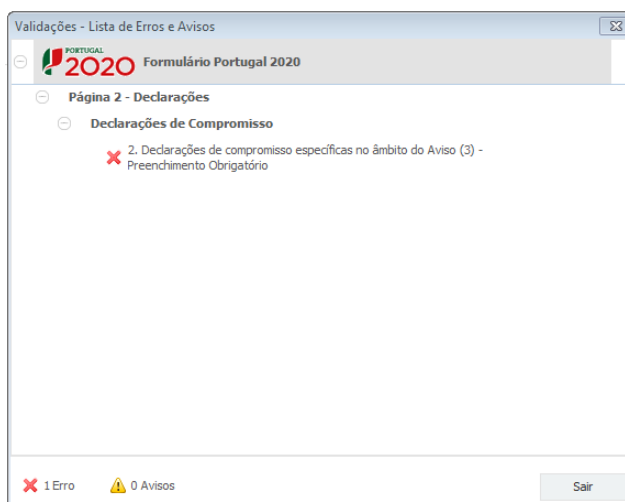 Validações - Lista de Erros e Avisos
PORTUGAL
2020 Formulário Portugal 2020
Página 2 - Declarações
Declarações de Compromisso
2. Declarações de compromisso específicas no âmbito do Aviso (3) -
Preenchimento Obrigatório
1 Erro 0 Avisos Sair